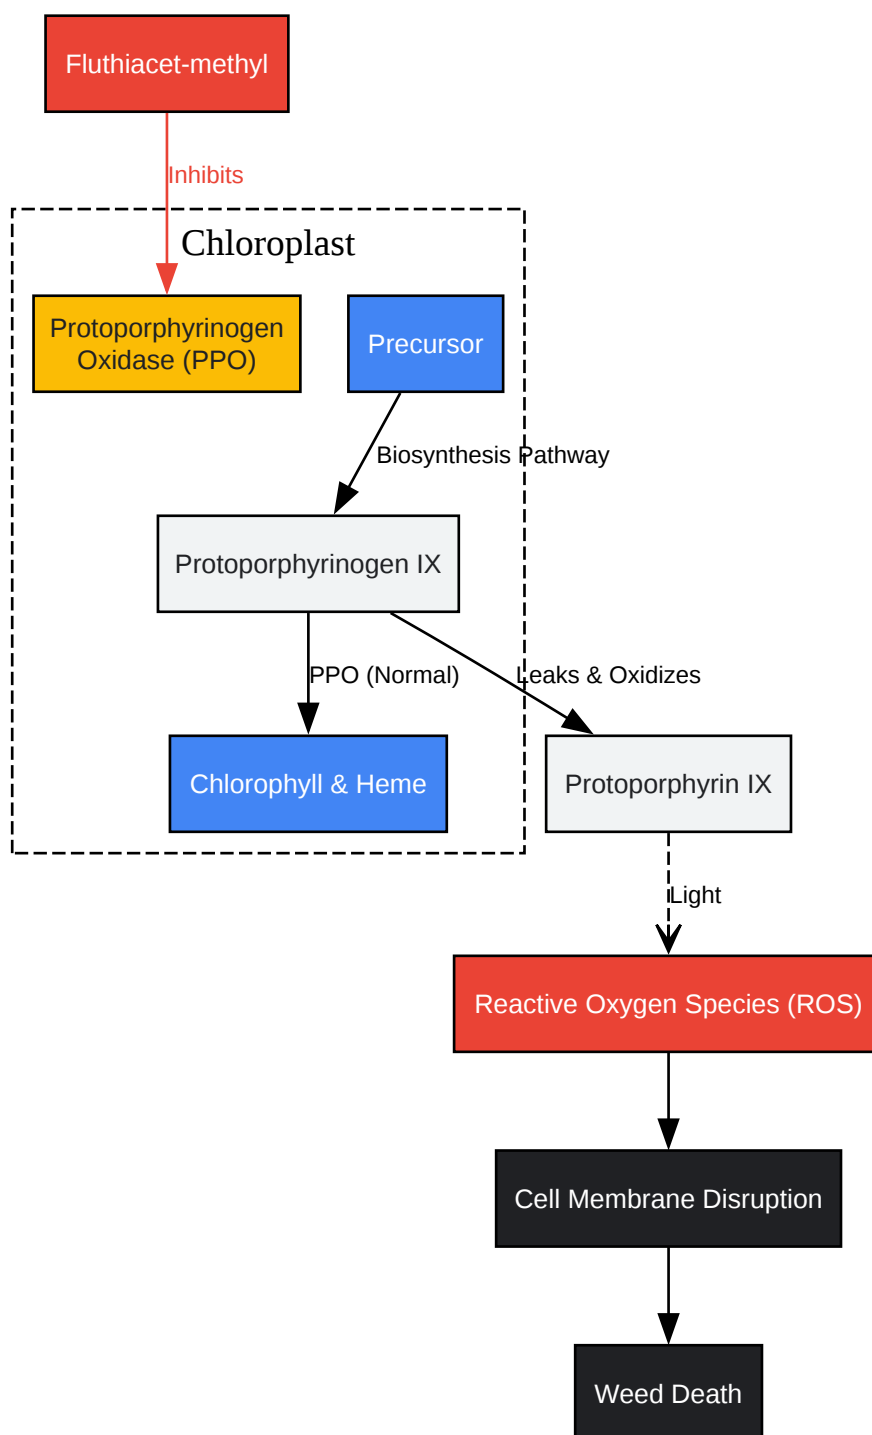 Fluthiacet-methyl
Inhibits
Chloroplast
Protoporphyrinogen
Oxidase (PPO)
Precursor
Biosynthesis Pathway
Protoporphyrinogen IX
PPO (Normal)
Leaks & Oxidizes
Chlorophyll & Heme
Protoporphyrin IX
Light
Reactive Oxygen Species (ROS)
Cell Membrane Disruption
Weed Death